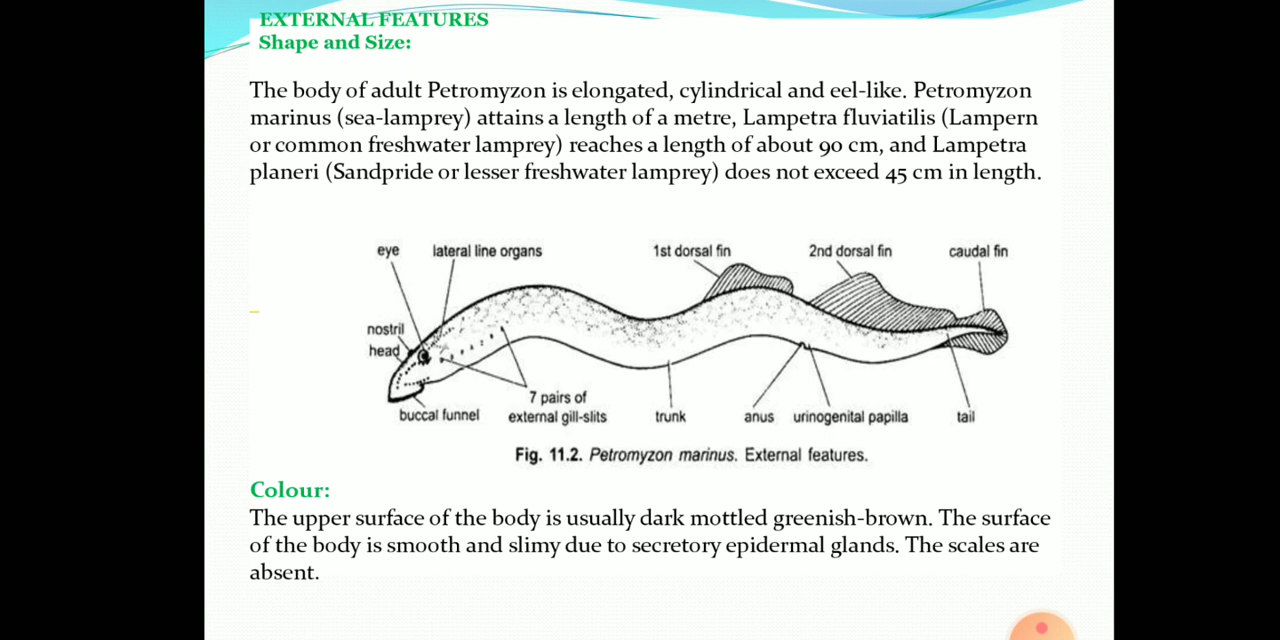 EXTERNAL FEATURES
Shape and Size:
The body of adult Petromyzon is elongated, cylindrical and eel-like. Petromyzon
marinus (sea-lamprey) attains a length of a metre, Lampetra fluviatilis (Lampern
or common freshwater lamprey) reaches a length of about 90 cm, and Lampetra
planeri (Sandpride or lesser freshwater lamprey) does not exceed 45 cm in length.
eye lateral line organs 1st dorsal fin 2nd dorsal fin caudal fin
nostril
head
7 pairs of
buccal funnel external gill-slits trunk anus urinogenital papilla tail
Fig. 11.2. Petromyzon marinus. External features.
Colour:
The upper surface of the body is usually dark mottled greenish-brown. The surface
of the body is smooth and slimy due to secretory epidermal glands. The scales are
absent.